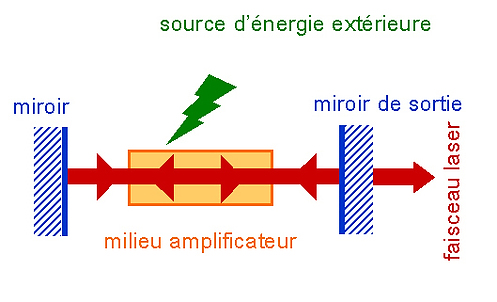 source d'énergie extérieure
miroir
miroir de sortie
milieu amplificateur
faisceau laser